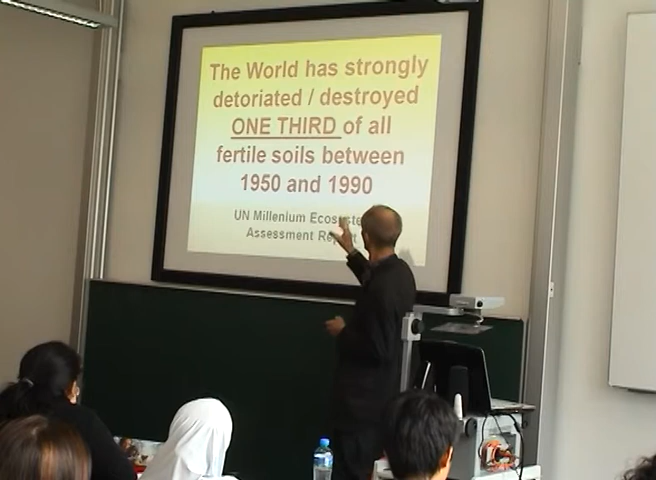 The World has strongly
detoriated / destroyed
ONE THIRD of all
fertile soils between
1950 and 1990
UN Millenium
Assessment